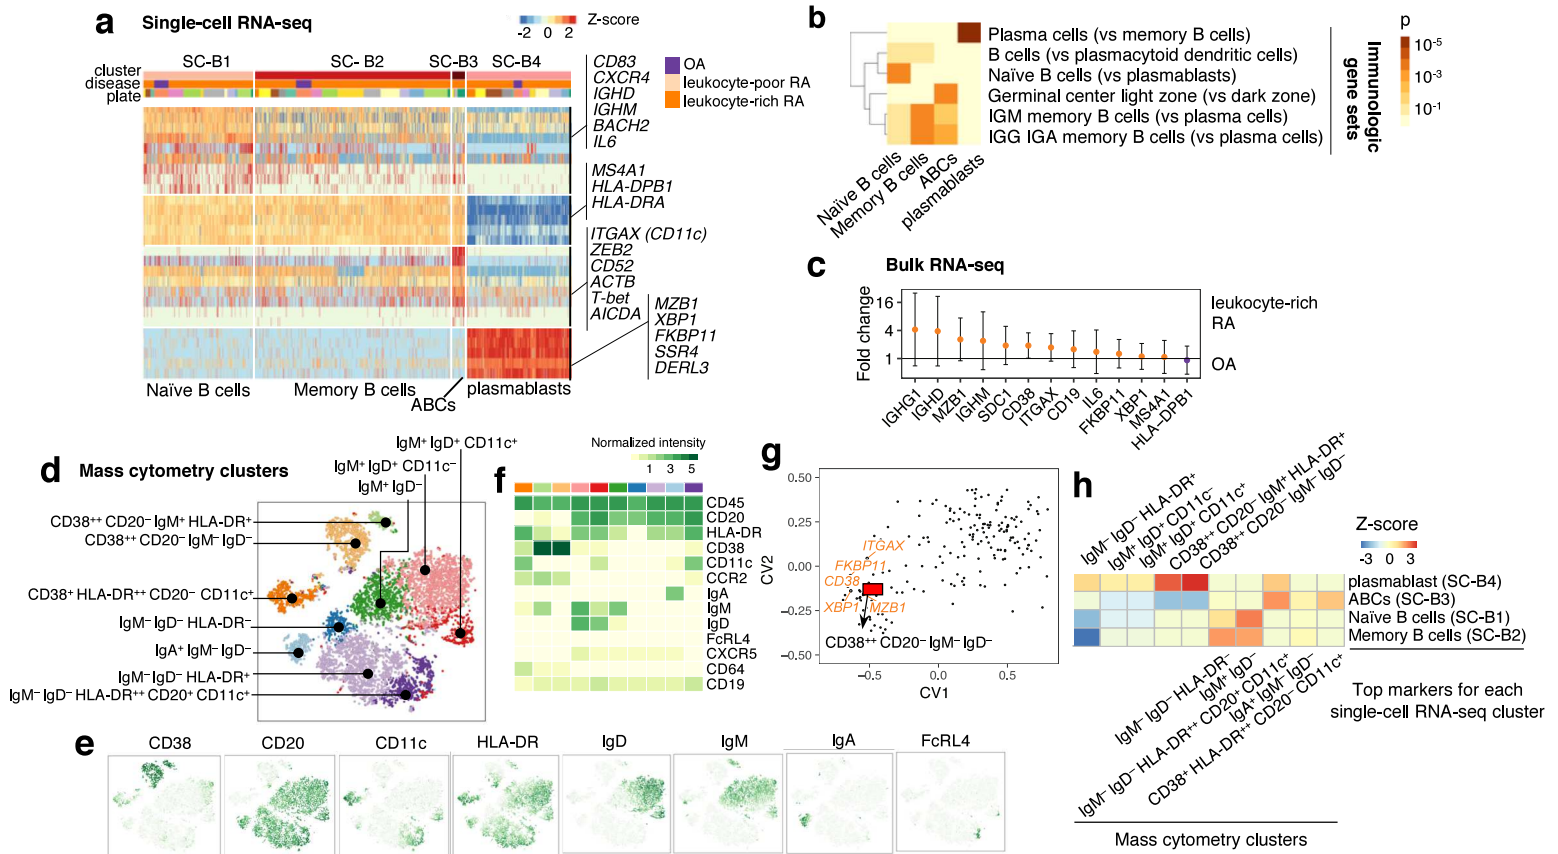 a Single-cell RNA-seq
Z-score
-2 0 2
SC-B1 SC- B2 SC-B3 SC-B4
cluster
disease
plate
OA
leukocyte-poor RA
leukocyte-rich RA
CD83
CXCR4
IGHD
IGHM
BACH2
IL6
MS4A1
HLA-DPB1
HLA-DRA
ITGAX (CD11c)
ZEB2
CD52
ACTB
T-bet
AICDA
MZB1
XBP1
FKBP11
SSR4
DERL3
Naïve B cells
Memory B cells
ABCs
plasmablasts
b
Plasma cells (vs memory B cells)
B cells (vs plasmacytoid dendritic cells)
Naïve B cells (vs plasmablasts)
Germinal center light zone (vs dark zone)
IGM memory B cells (vs plasma cells)
IGG IGA memory B cells (vs plasma cells)
Naïve B cells
Memory B cells
ABCs
plasmablasts
Immunologic
gene sets
p
10⁻⁵
10⁻³
10⁻¹
c Bulk RNA-seq
Fold change
16
4
1
leukocyte-rich
RA
OA
IGHG1
IGHD
MZB1
IGHM
SDC1
CD38
ITGAX
CD19
IL6
FKBP11
XBP1
MS4A1
HLA−DPB1
d Mass cytometry clusters
IgM⁺ IgD⁺ CD11c⁺
IgM⁺ IgD⁺ CD11c⁻
IgM⁺ IgD⁻
CD38⁺⁺ CD20⁻ IgM⁺ HLA-DR⁺
CD38⁺⁺ CD20⁻ IgM⁻ IgD⁻
CD38⁺ HLA-DR⁺⁺ CD20⁻ CD11c⁺
IgM⁻ IgD⁻ HLA-DR⁻
IgA⁺ IgM⁻ IgD⁻
IgM⁻ IgD⁻ HLA-DR⁺
IgM⁻ IgD⁻ HLA-DR⁺⁺ CD20⁺ CD11c⁺
e
CD38 CD20 CD11c HLA-DR IgD IgM IgA FcRL4
f
Normalized intensity
1 3 5
CD45
CD20
HLA-DR
CD38
CD11c
CCR2
IgA
IgM
IgD
FcRL4
CXCR5
CD64
CD19
g
CV2
0.50
0.25
0.00
−0.25
−0.50
−0.5 0.0 0.5
CV1
ITGAX
FKBP11
CD38
XBP1 MZB1
CD38⁺⁺ CD20⁻ IgM⁻ IgD⁻
h
IgM⁻ IgD⁻ HLA-DR⁺
IgM⁺ IgD⁺ CD11c⁻
IgM⁺ IgD⁺ CD11c⁺
CD38⁺⁺ CD20⁻ IgM⁺ HLA-DR⁺
CD38⁺⁺ CD20⁻ IgM⁻ IgD⁻
Z-score
-3 0 3
plasmablast (SC-B4)
ABCs (SC-B3)
Naïve B cells (SC-B1)
Memory B cells (SC-B2)
IgM⁻ IgD⁻ HLA-DR⁻
IgM⁺ IgD⁻
IgM⁻ IgD⁻ HLA-DR⁺⁺ CD20⁺ CD11c⁺
IgA⁺ IgM⁻ IgD⁻
CD38⁺ HLA-DR⁺⁺ CD20⁻ CD11c⁺
Top markers for each
single-cell RNA-seq cluster
Mass cytometry clusters